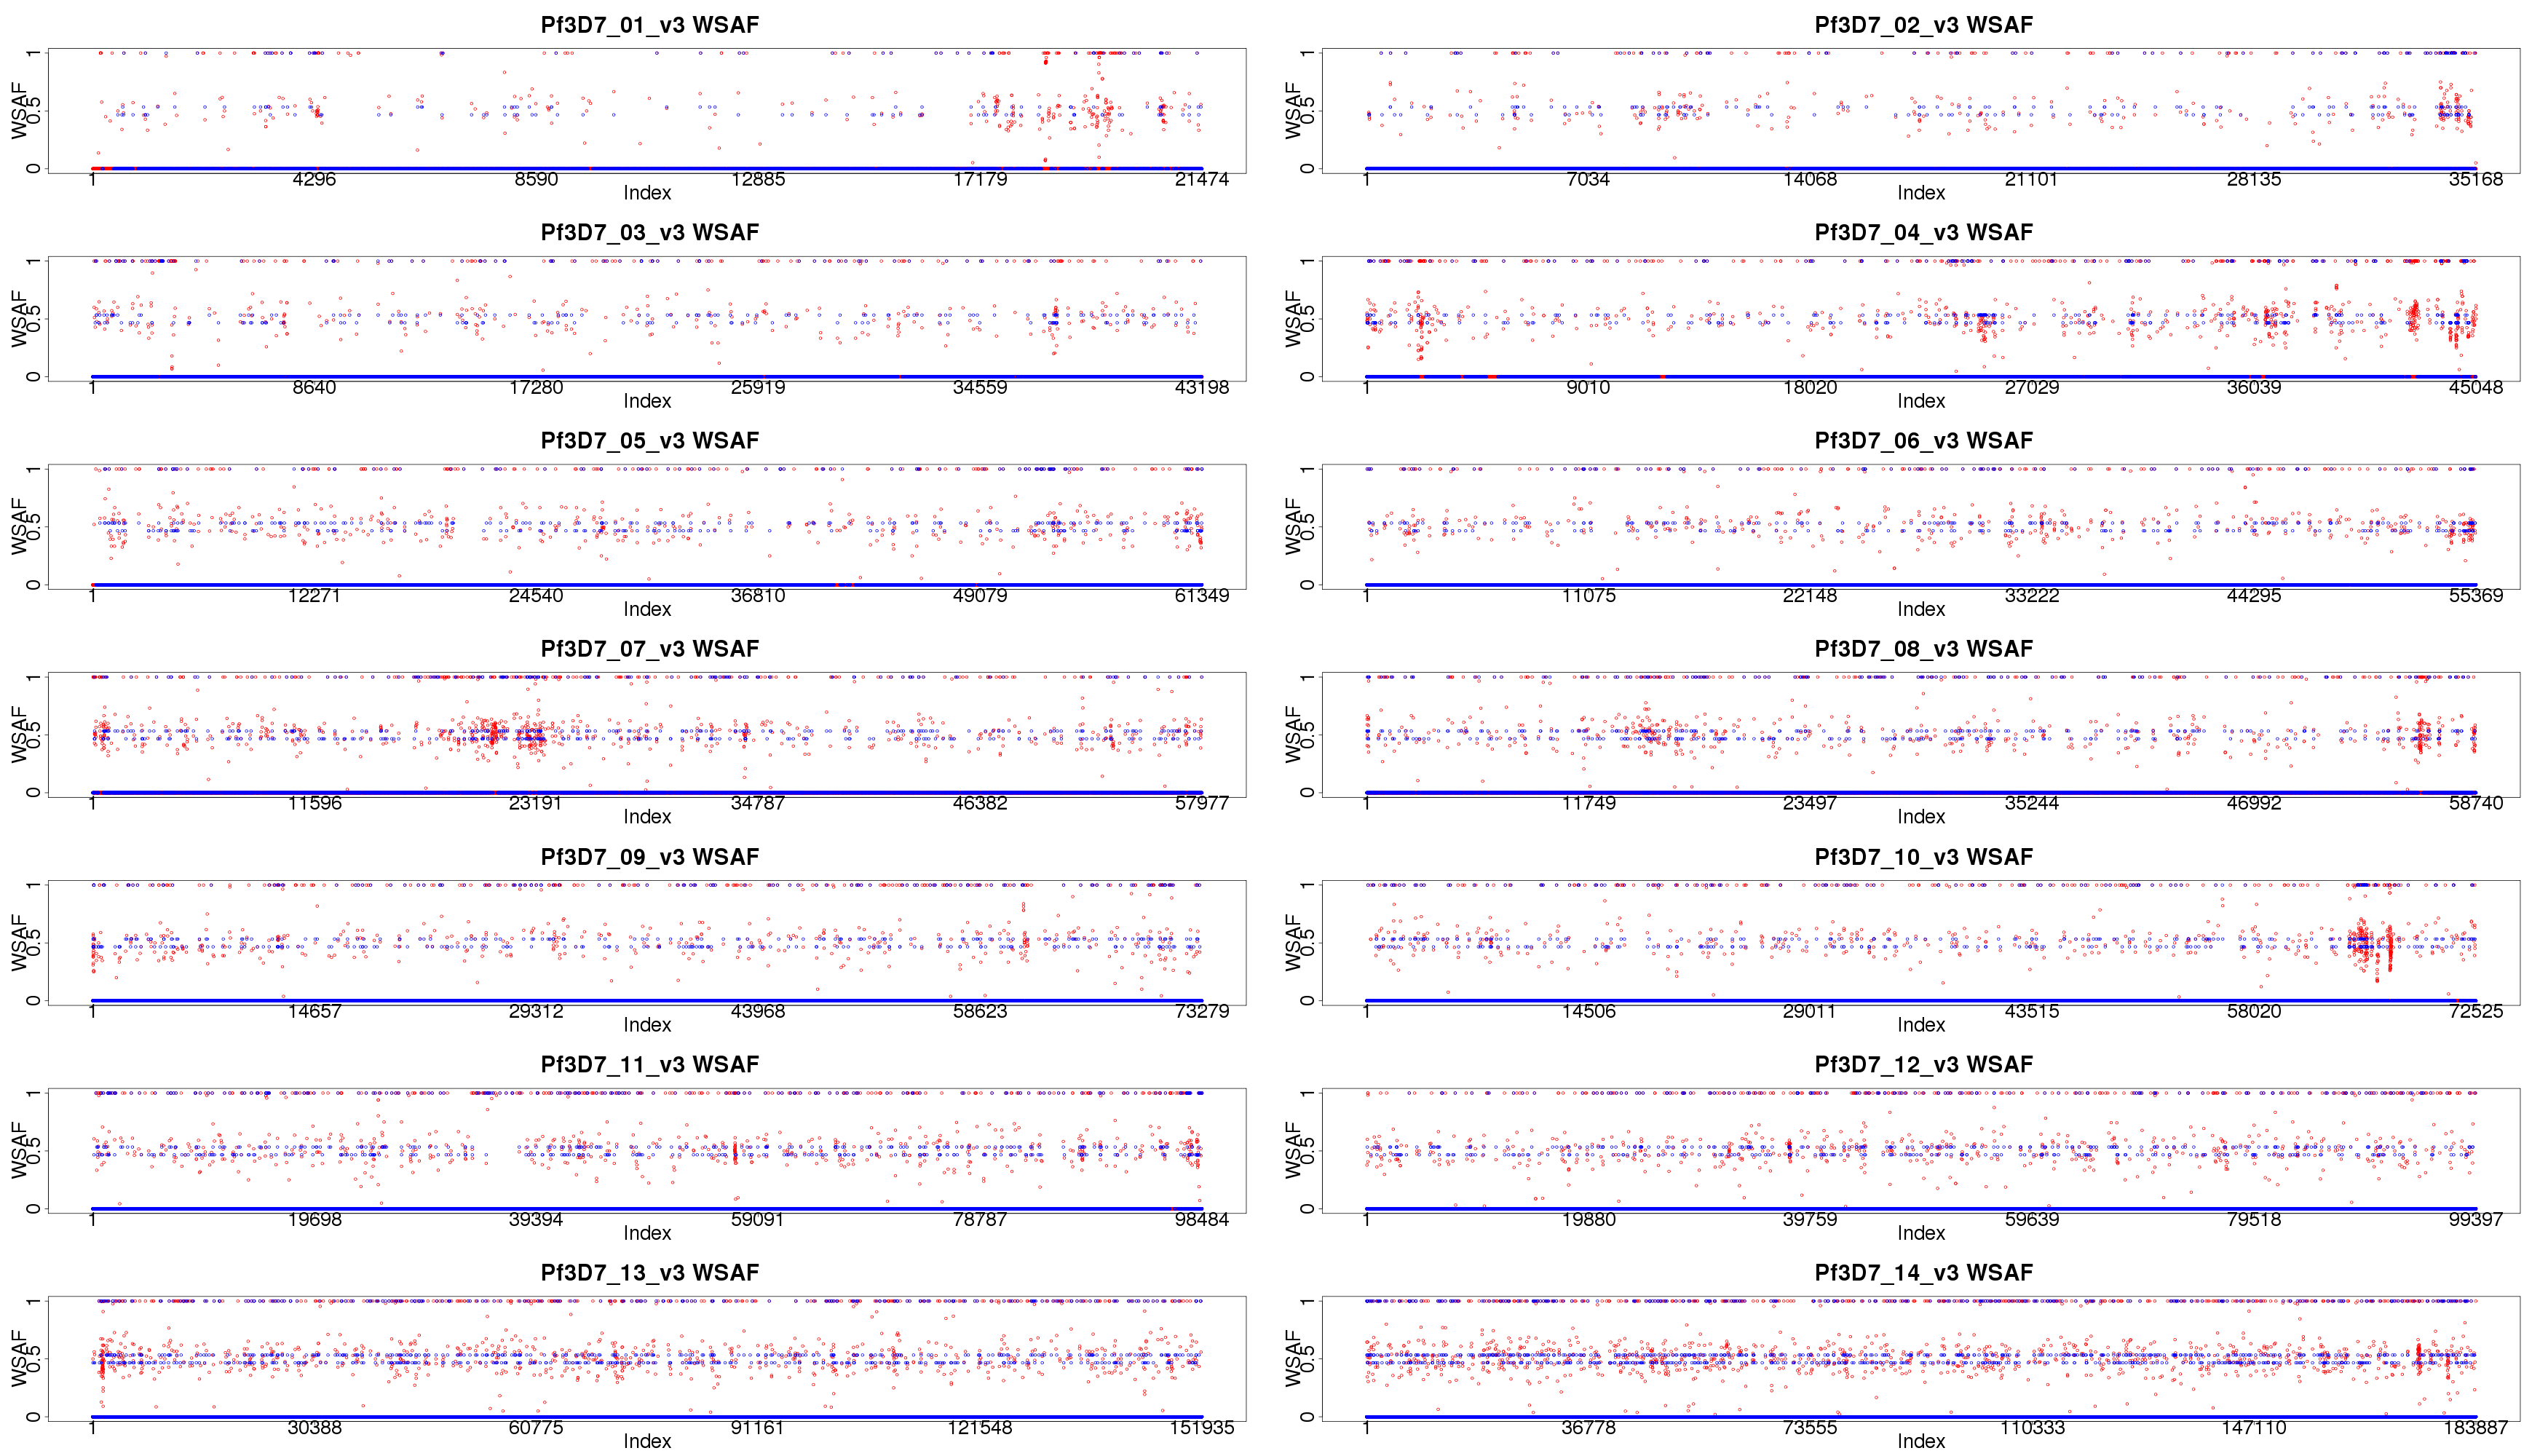 Pf3D7_01_v3 WSAF
WSAF
0 0.5 1
1 4296 8590 12885 17179 21474
Index
Pf3D7_02_v3 WSAF
WSAF
0 0.5 1
1 7034 14068 21101 28135 35168
Index
Pf3D7_03_v3 WSAF
WSAF
0 0.5 1
1 8640 17280 25919 34559 43198
Index
Pf3D7_04_v3 WSAF
WSAF
0 0.5 1
1 9010 18020 27029 36039 45048
Index
Pf3D7_05_v3 WSAF
WSAF
0 0.5 1
1 12271 24540 36810 49079 61349
Index
Pf3D7_06_v3 WSAF
WSAF
0 0.5 1
1 11075 22148 33222 44295 55369
Index
Pf3D7_07_v3 WSAF
WSAF
0 0.5 1
1 11596 23191 34787 46382 57977
Index
Pf3D7_08_v3 WSAF
WSAF
0 0.5 1
1 11749 23497 35244 46992 58740
Index
Pf3D7_09_v3 WSAF
WSAF
0 0.5 1
1 14657 29312 43968 58623 73279
Index
Pf3D7_10_v3 WSAF
WSAF
0 0.5 1
1 14506 29011 43515 58020 72525
Index
Pf3D7_11_v3 WSAF
WSAF
0 0.5 1
1 19698 39394 59091 78787 98484
Index
Pf3D7_12_v3 WSAF
WSAF
0 0.5 1
1 19880 39759 59639 79518 99397
Index
Pf3D7_13_v3 WSAF
WSAF
0 0.5 1
1 30388 60775 91161 121548 151935
Index
Pf3D7_14_v3 WSAF
WSAF
0 0.5 1
1 36778 73555 110333 147110 183887
Index